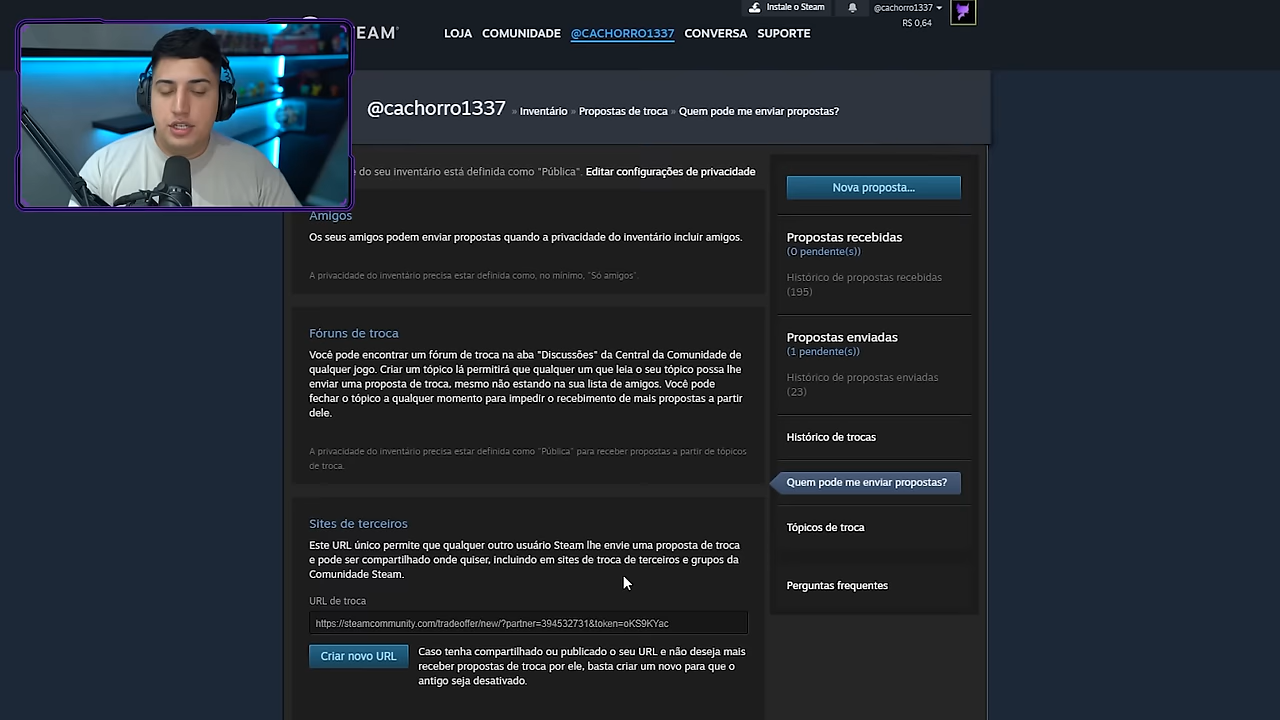 Instale o Steam
@cachorro1337
R$ 0,64
LOJA COMUNIDADE @CACHORRO1337 CONVERSA SUPORTE
@cachorro1337 » Inventário » Propostas de troca » Quem pode me enviar propostas?
do seu inventário está definida como "Pública". Editar configurações de privacidade
Amigos
Os seus amigos podem enviar propostas quando a privacidade do inventário incluir amigos.
A privacidade do inventário precisa estar definida como, no mínimo, "Só amigos".
Fóruns de troca
Você pode encontrar um fórum de troca na aba "Discussões" da Central da Comunidade de
qualquer jogo. Criar um tópico lá permitirá que qualquer um que leia o seu tópico possa lhe
enviar uma proposta de troca, mesmo não estando na sua lista de amigos. Você pode
fechar o tópico a qualquer momento para impedir o recebimento de mais propostas a partir
dele.
A privacidade do inventário precisa estar definida como "Pública" para receber propostas a partir de tópicos
de troca.
Sites de terceiros
Este URL único permite que qualquer outro usuário Steam lhe envie uma proposta de troca
e pode ser compartilhado onde quiser, incluindo em sites de troca de terceiros e grupos da
Comunidade Steam.
URL de troca
https://steamcommunity.com/tradeoffer/new/?partner=394532731&token=oKS9KYac
Criar novo URL
Caso tenha compartilhado ou publicado o seu URL e não deseja mais
receber propostas de troca por ele, basta criar um novo para que o
antigo seja desativado.
Nova proposta...
Propostas recebidas
(0 pendente(s))
Histórico de propostas recebidas
(195)
Propostas enviadas
(1 pendente(s))
Histórico de propostas enviadas
(23)
Histórico de trocas
Quem pode me enviar propostas?
Tópicos de troca
Perguntas frequentes